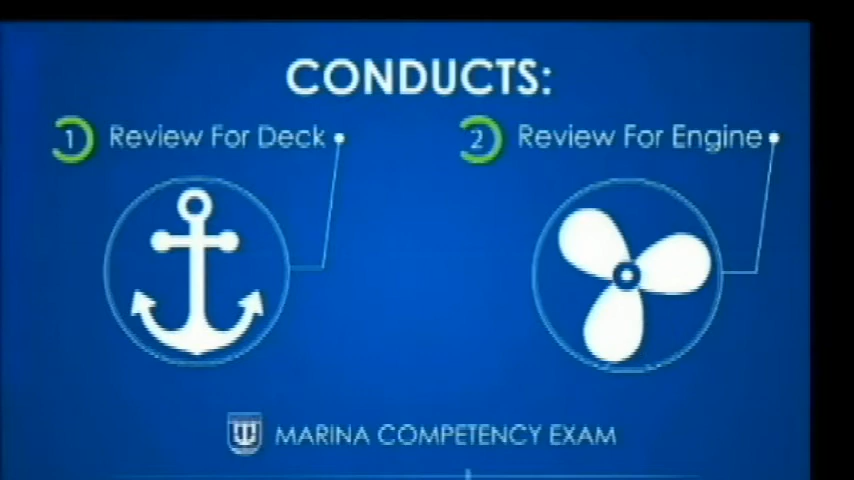 CONDUCTS:
1 Review For Deck
2 Review For Engine
MARINA COMPETENCY EXAM